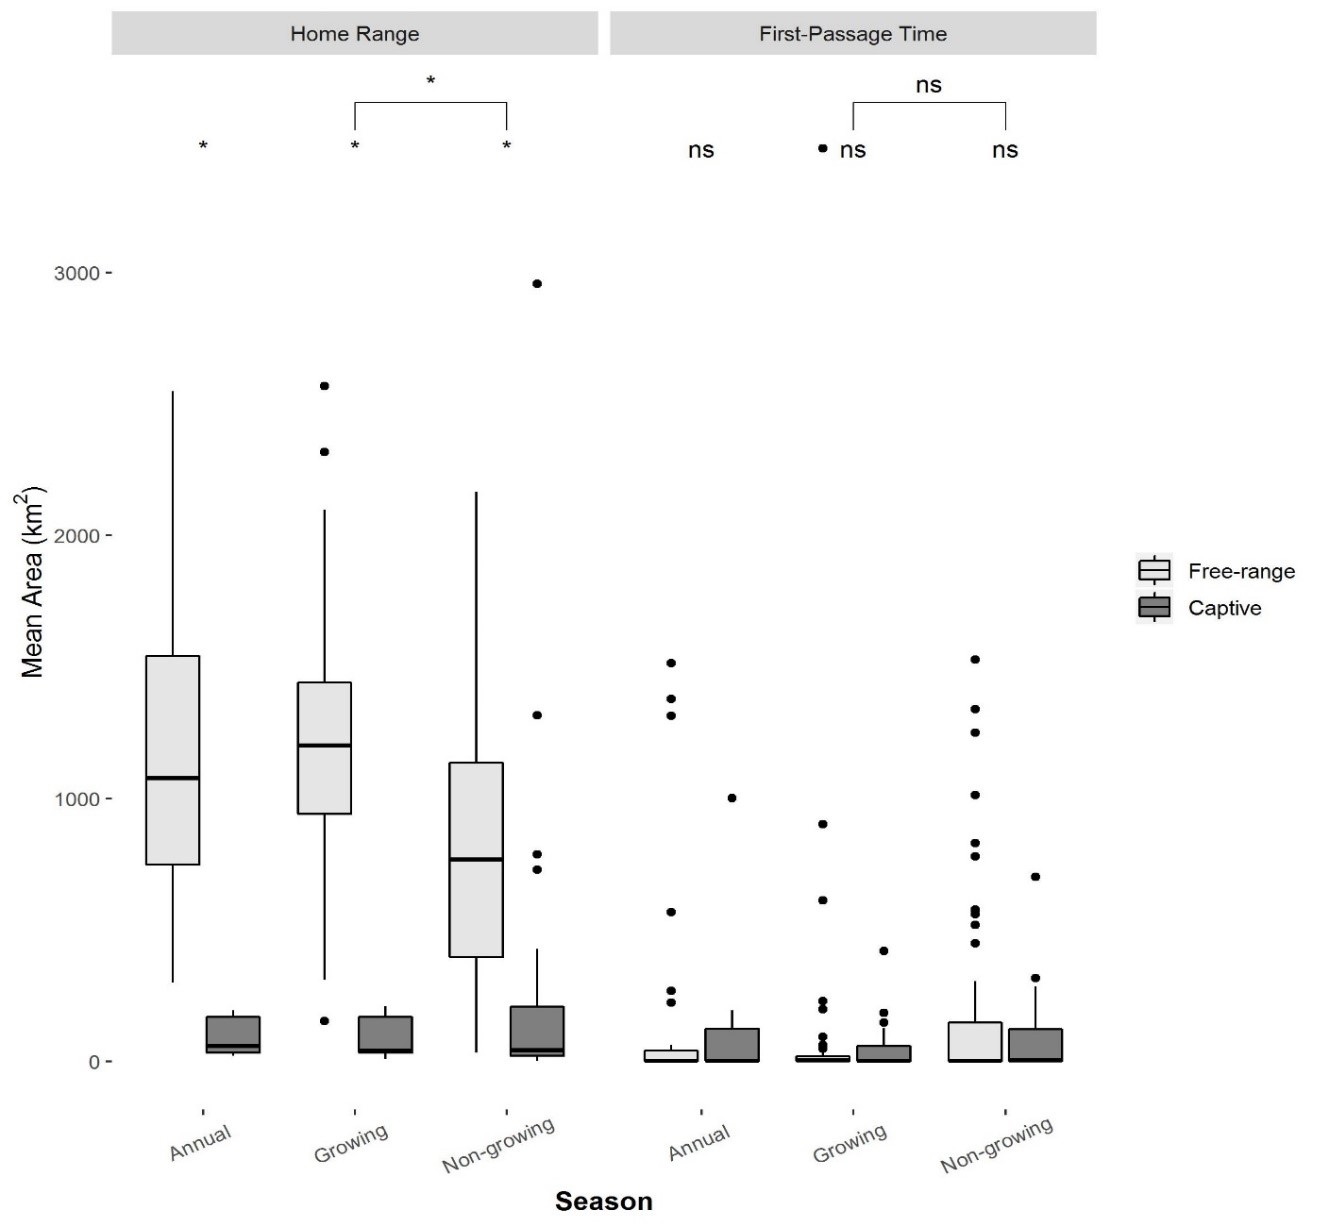 Home Range
First-Passage Time
*
ns
* * *
ns ns ns
3000
2000
1000
0
Mean Area (km²)
Free-range
Captive
Annual Growing Non-growing
Annual Growing Non-growing
Season